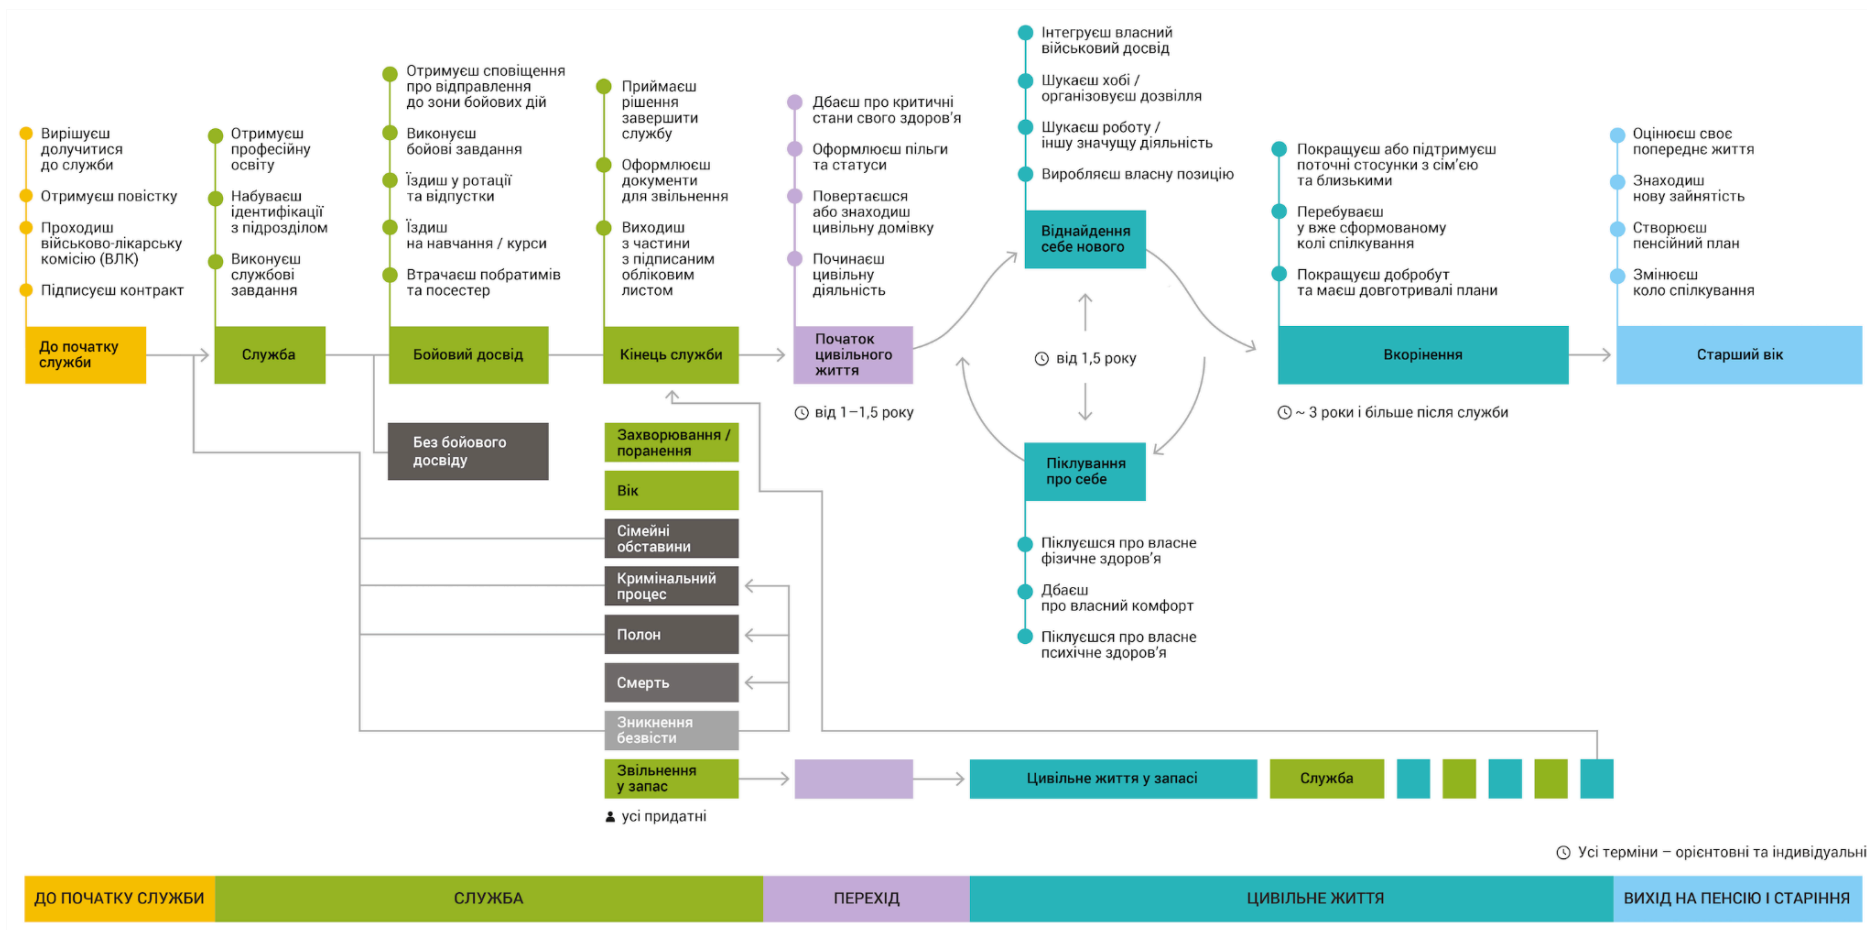 Вирішуєш
долучитися
до служби
Отримуєш повістку
Проходиш
військово-лікарську
комісію (ВЛК)
Підписуєш контракт
До початку
служби
Отримуєш
професійну
освіту
Набуваєш
ідентифікації
з підрозділом
Виконуєш
службові
завдання
Служба
Отримуєш сповіщення
про відправлення
до зони бойових дій
Виконуєш
бойові завдання
Їздиш у ротації
та відпустки
Їздиш
на навчання / курси
Втрачаєш побратимів
та посестер
Бойовий досвід
Без бойового
досвіду
Приймаєш
рішення
завершити
службу
Оформлюєш
документи
для звільнення
Виходиш
з частини
з підписаним
обліковим
листом
Кінець служби
Захворювання /
поранення
Вік
Сімейні
обставини
Кримінальний
процес
Полон
Смерть
Зникнення
безвісти
Звільнення
у запас
усі придатні
Дбаєш про критичні
стани свого здоров'я
Оформлюєш пільги
та статуси
Повертаєшся
або знаходиш
цивільну домівку
Починаєш
цивільну
діяльність
Початок
цивільного
життя
від 1–1,5 року
Інтегруєш власний
військовий досвід
Шукаєш хобі /
організовуєш дозвілля
Шукаєш роботу /
іншу значущу діяльність
Виробляєш власну позицію
Віднайдення
себе нового
від 1,5 року
Піклування
про себе
Піклуєшся про власне
фізичне здоров'я
Дбаєш
про власний комфорт
Піклуєшся про власне
психічне здоров'я
Покращуєш або підтримуєш
поточні стосунки з сім'єю
та близькими
Перебуваєш
у вже сформованому
колі спілкування
Покращуєш добробут
та маєш довготривалі плани
Вкорінення
~ 3 роки і більше після служби
Оцінюєш своє
попереднє життя
Знаходиш
нову зайнятість
Створюєш
пенсійний план
Змінюєш
коло спілкування
Старший вік
Цивільне життя у запасі
Служба
Усі терміни – орієнтовні та індивідуальні
ДО ПОЧАТКУ СЛУЖБИ
СЛУЖБА
ПЕРЕХІД
ЦИВІЛЬНЕ ЖИТТЯ
ВИХІД НА ПЕНСІЮ І СТАРІННЯ